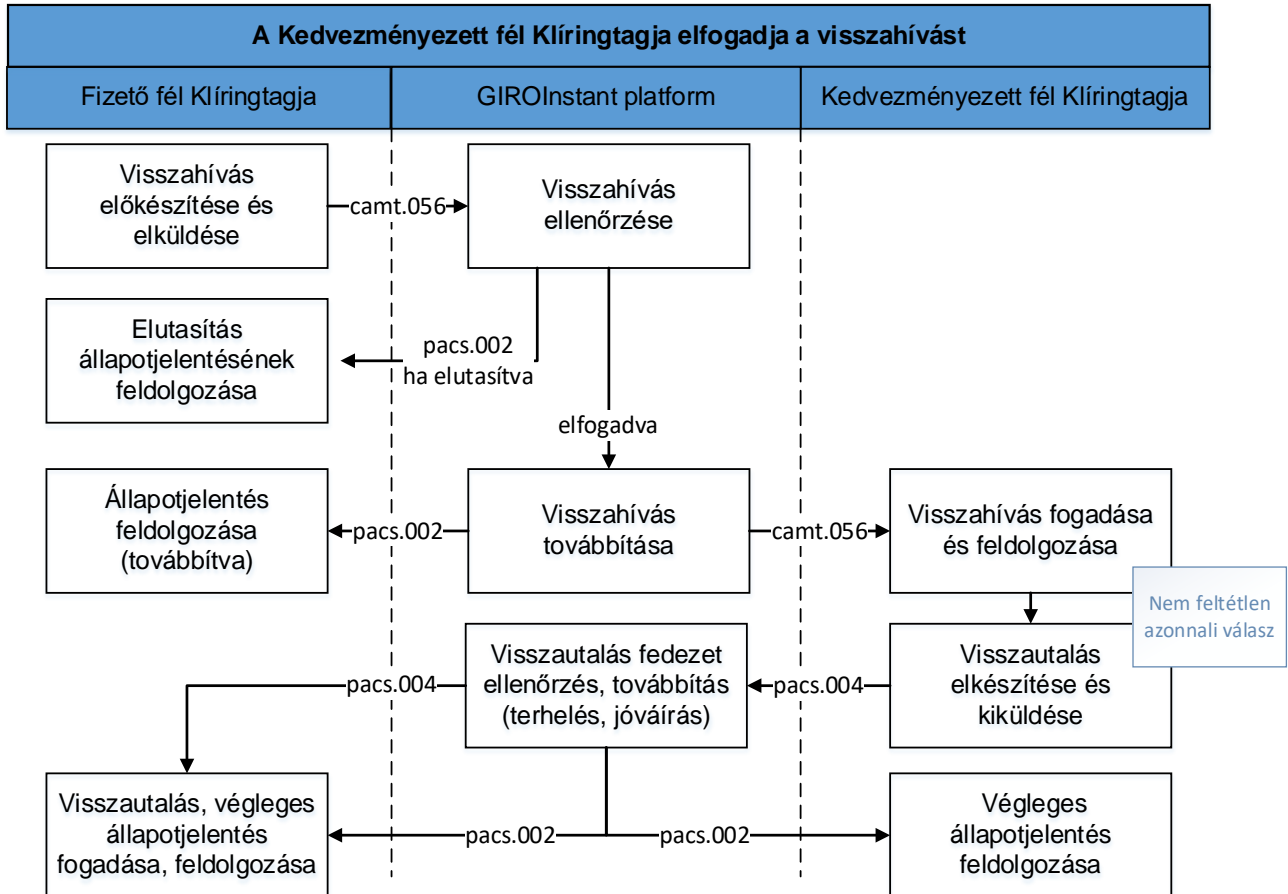 A Kedvezményezett fél Klíringtagja elfogadja a visszahívást
Fizető fél Klíringtagja
GIROInstant platform
Kedvezményezett fél Klíringtagja
Visszahívás
előkészítése és
elküldése
camt.056
Visszahívás
ellenőrzése
Elutasítás
állapotjelentésének
feldolgozása
pacs.002
ha elutasítva
elfogadva
Állapotjelentés
feldolgozása
(továbbítva)
pacs.002
Visszahívás
továbbítása
camt.056
Visszahívás fogadása
és feldolgozása
Nem feltétlen
azonnali válasz
pacs.004
Visszautalás fedezet
ellenőrzés, továbbítás
(terhelés, jóváírás)
pacs.004
Visszautalás
elkészítése és
kiküldése
Visszautalás, végleges
állapotjelentés
fogadása, feldolgozása
pacs.002
pacs.002
Végleges
állapotjelentés
feldolgozása